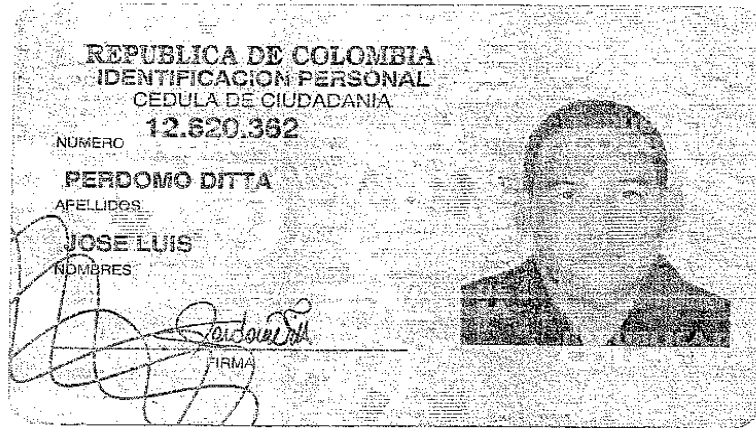 REPUBLICA DE COLOMBIA
IDENTIFICACION PERSONAL
CEDULA DE CIUDADANIA
NUMERO 12.620.362
PERDOMO DITTA
APELLIDOS
JOSE LUIS
NOMBRES
FIRMA